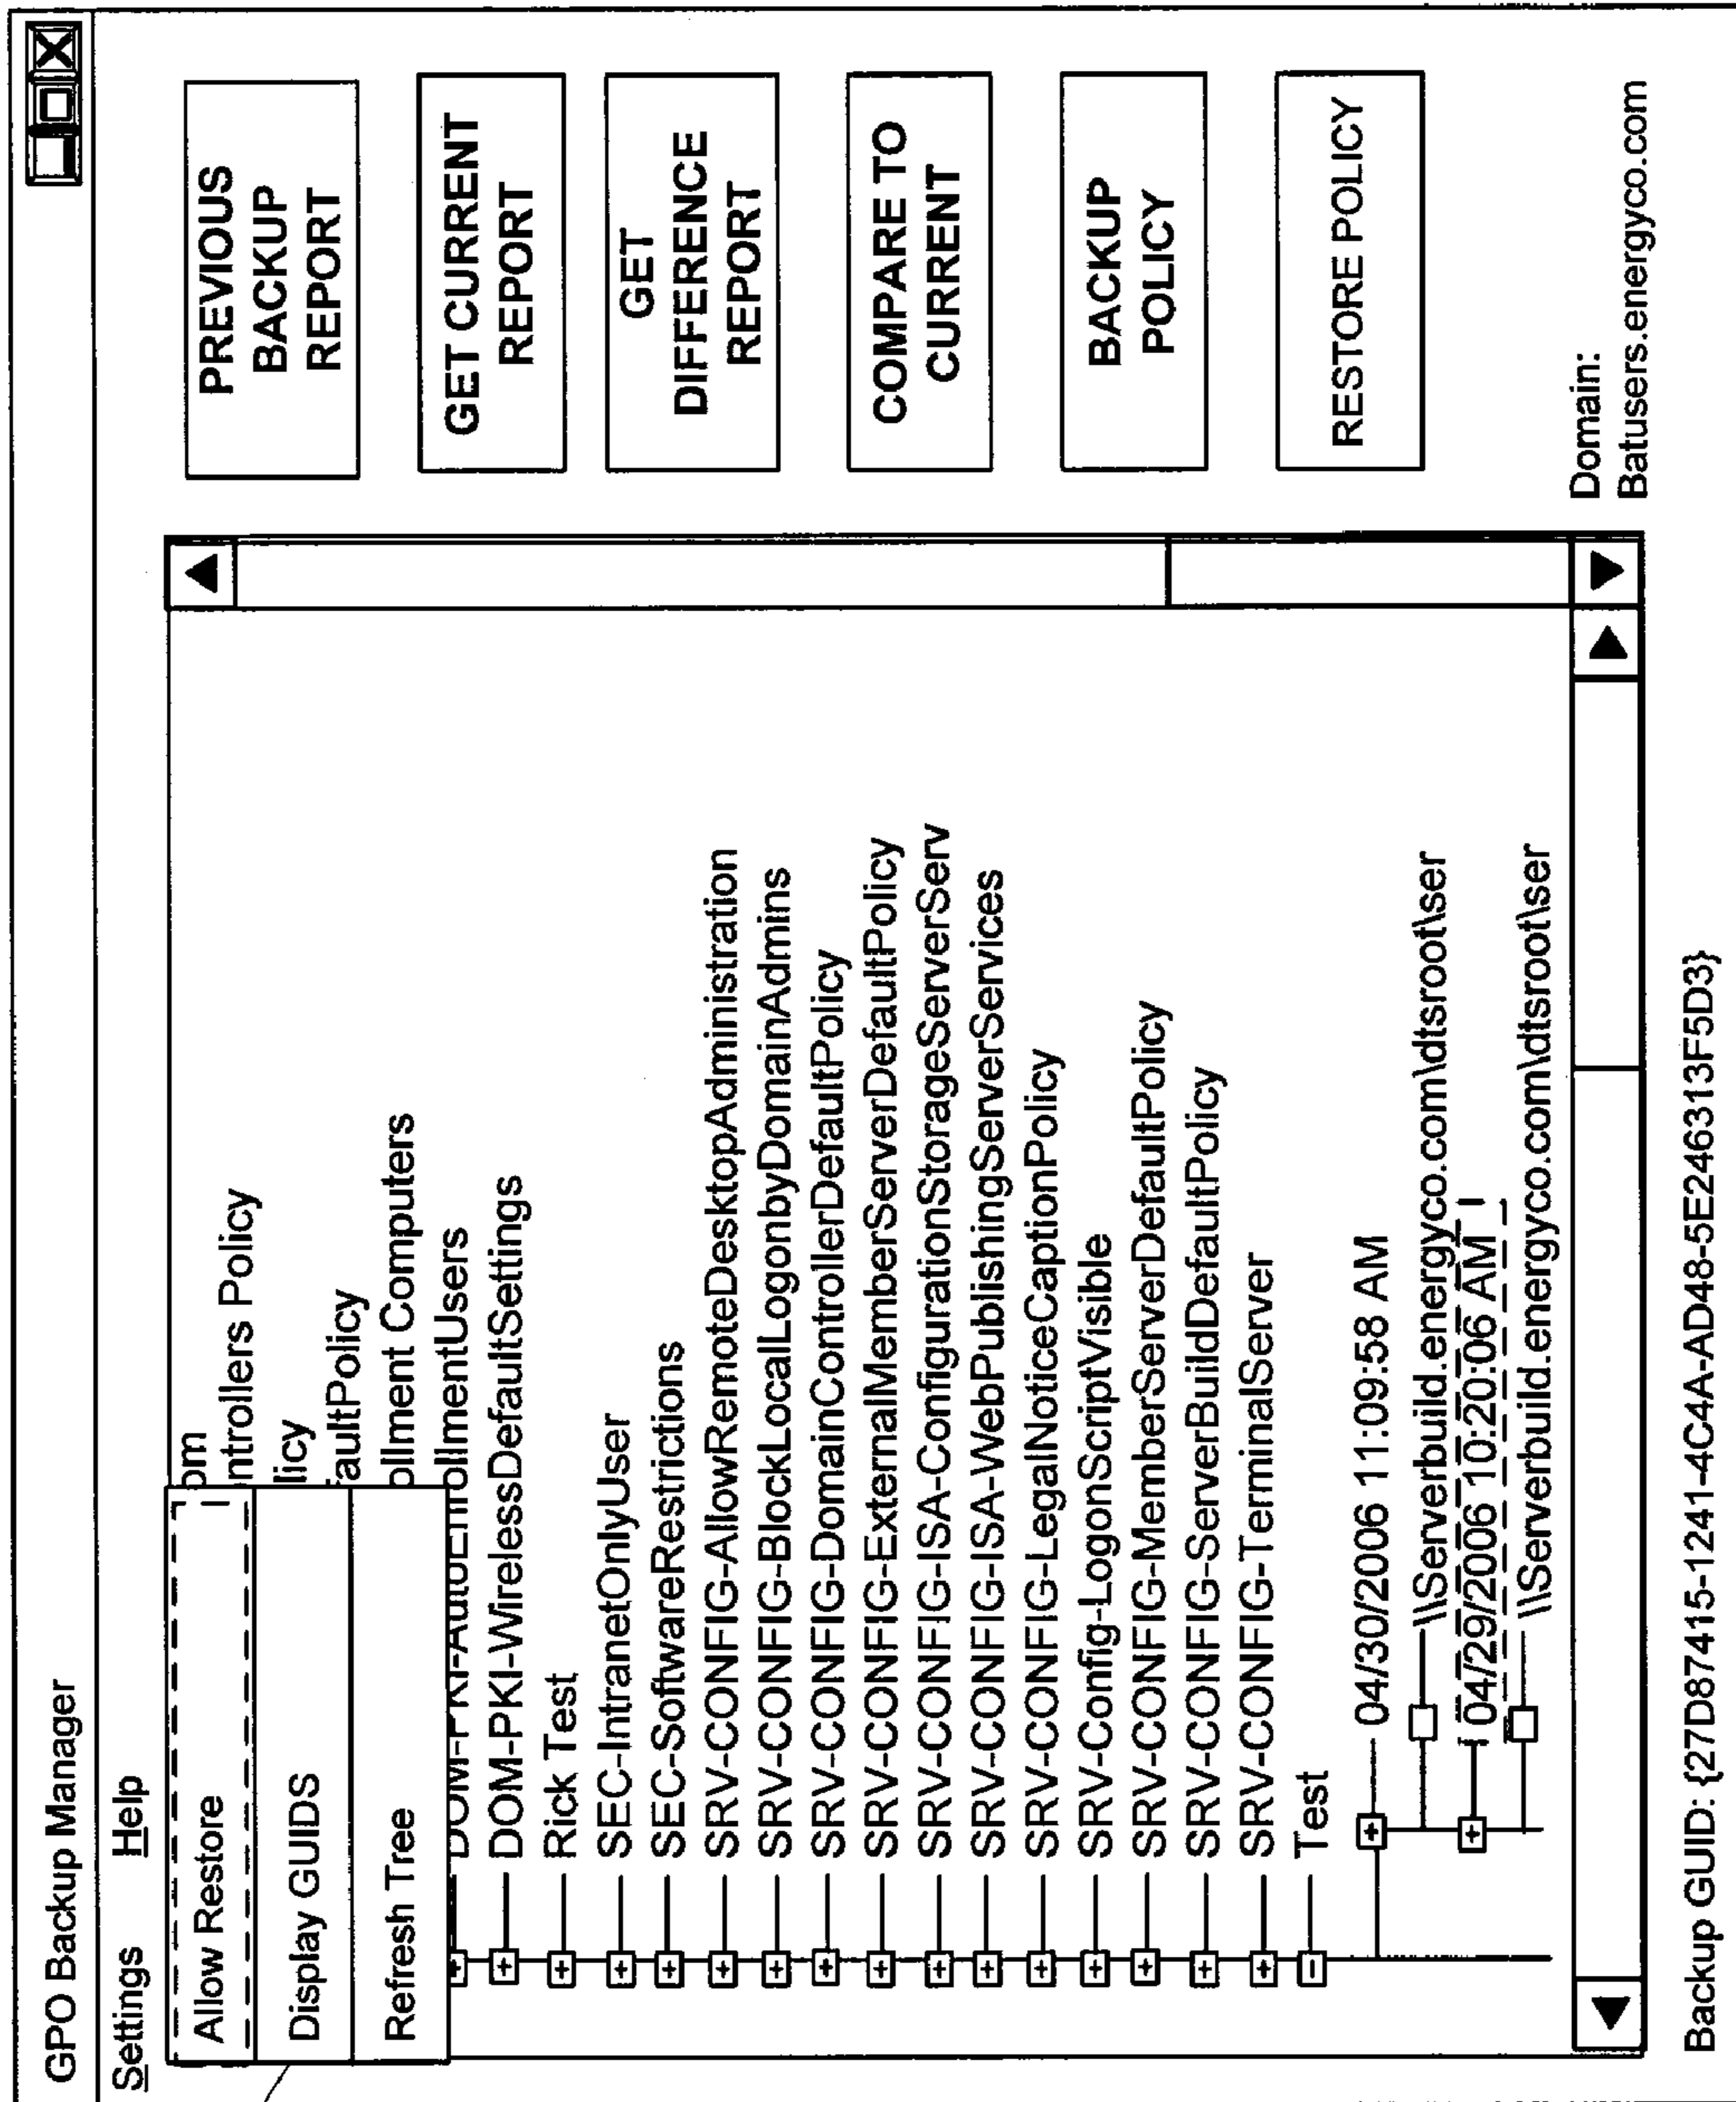 GPO Backup Manager
Settings Help
Allow Restore
Display GUIDS
Refresh Tree
om
ntrollers Policy
licy
faultPolicy
ollment Computers
DOM-PKI-AutoEnrollmentUsers
DOM-PKI-WirelessDefaultSettings
Rick Test
SEC-IntranetOnlyUser
SEC-SoftwareRestrictions
SRV-CONFIG-AllowRemoteDesktopAdministration
SRV-CONFIG-BlockLocalLogonbyDomainAdmins
SRV-CONFIG-DomainControllerDefaultPolicy
SRV-CONFIG-ExternalMemberServerDefaultPolicy
SRV-CONFIG-ISA-ConfigurationStorageServerServ
SRV-CONFIG-ISA-WebPublishingServerServices
SRV-CONFIG-LegalNoticeCaptionPolicy
SRV-Config-LogonScriptVisible
SRV-CONFIG-MemberServerDefaultPolicy
SRV-CONFIG-ServerBuildDefaultPolicy
SRV-CONFIG-TerminalServer
Test
04/30/2006 11:09:58 AM
\\Serverbuild.energyco.com\dtsroot\ser
04/29/2006 10:20:06 AM
\\Serverbuild.energyco.com\dtsroot\ser
PREVIOUS
BACKUP
REPORT
GET CURRENT
REPORT
GET
DIFFERENCE
REPORT
COMPARE TO
CURRENT
BACKUP
POLICY
RESTORE POLICY
Domain:
Batusers.energyco.com
Backup GUID: {27D87415-1241-4C4A-AD48-5E246313F5D3}